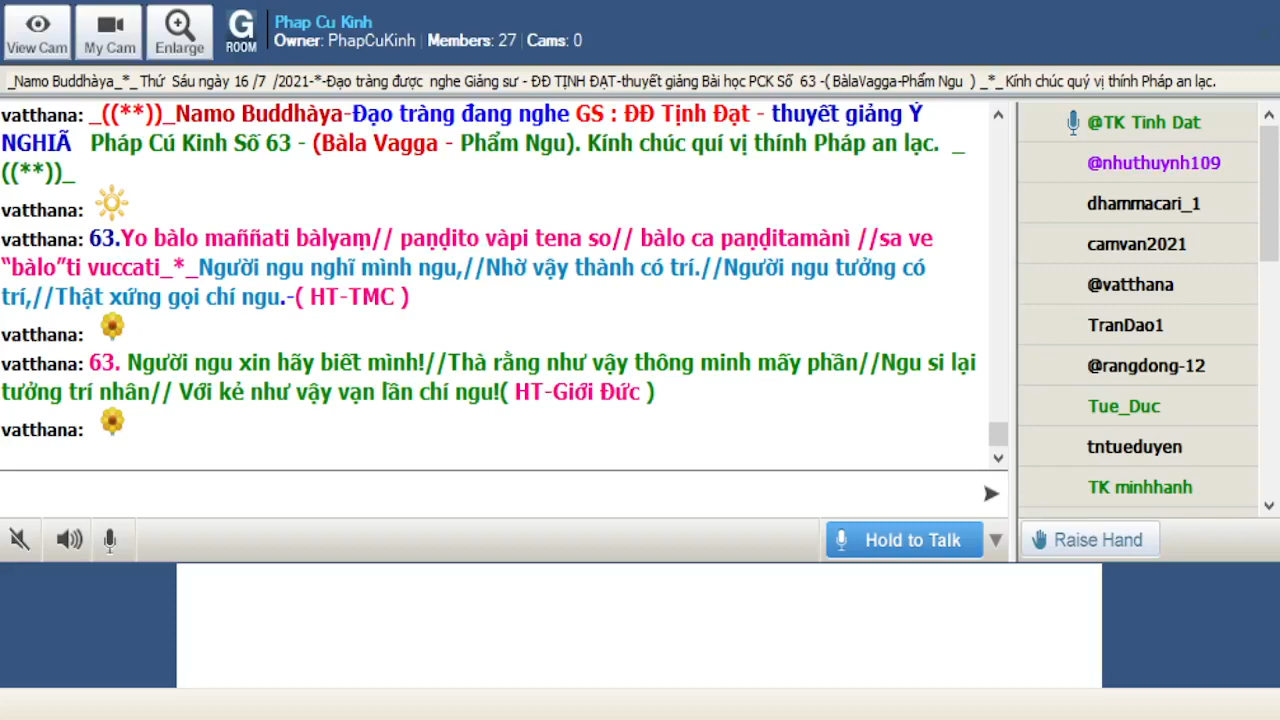 View Cam
My Cam
Enlarge
G
ROOM
Phap Cu Kinh
Owner: PhapCuKinh | Members: 27 | Cams: 0
_Namo Buddhàya_*_ Thứ Sáu ngày 16 /7 /2021-*-Đạo tràng được nghe Giảng sư - ĐĐ TỊNH ĐẠT-thuyết giảng Bài học PCK Số 63 -( BàlaVagga-Phẩm Ngu ) _*_ Kính chúc quý vị thính Pháp an lạc.
vatthana: _((**))_Namo Buddhàya-Đạo tràng đang nghe GS : ĐĐ Tịnh Đạt - thuyết giảng Ý
NGHIÃ Pháp Cú Kinh Số 63 - (Bàla Vagga - Phẩm Ngu). Kính chúc quí vị thính Pháp an lạc. _
((**))_
vatthana:
vatthana: 63.Yo bàlo maññati bàlyaṃ// paṇḍito vàpi tena so// bàlo ca paṇḍitamànì //sa ve
“bàlo”ti vuccati_*_Người ngu nghĩ mình ngu,//Nhờ vậy thành có trí.//Người ngu tưởng có
trí,//Thật xứng gọi chí ngu.-( HT-TMC )
vatthana:
vatthana: 63. Người ngu xin hãy biết mình!//Thà rằng như vậy thông minh mấy phần//Ngu si lại
tưởng trí nhân// Với kẻ như vậy vạn lần chí ngu!( HT-Giới Đức )
vatthana:
@TK Tinh Dat
@nhuthuynh109
dhammacari_1
camvan2021
@vatthana
TranDao1
@rangdong-12
Tue_Duc
tntueduyen
TK minhhanh
Hold to Talk
Raise Hand